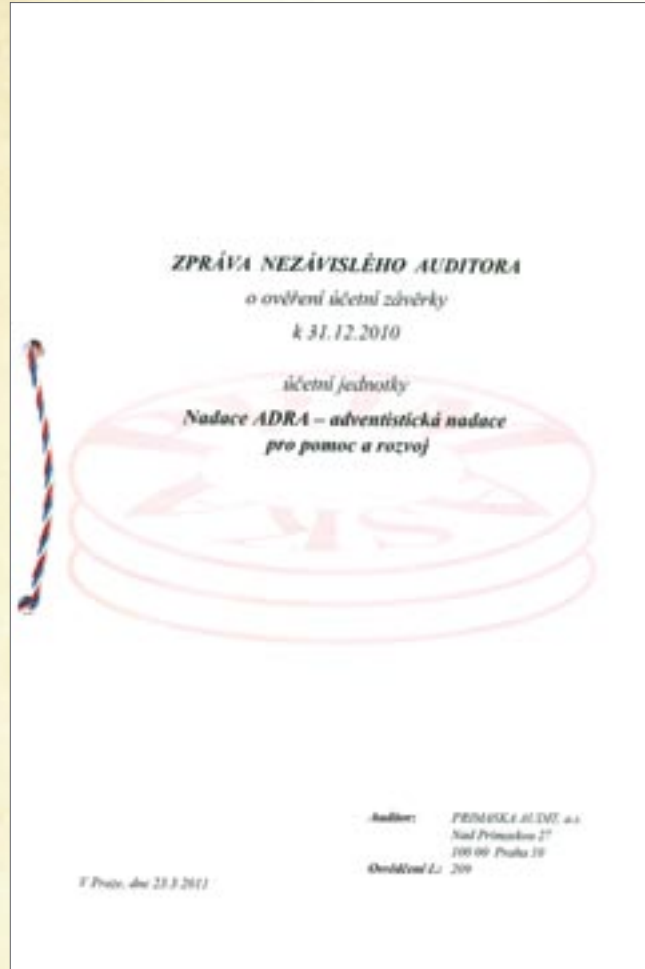 ZPRÁVA NEZÁVISLÉHO AUDITORA
o ověření účetní závěrky
k 31.12.2010
účetní jednotky
Nadace ADRA – adventistická nadace
pro pomoc a rozvoj
Auditor: PRIMASKA AUDIT, a.s.
Nad Primaskou 27
100 00 Praha 10
Osvědčení č.: 209
V Praze, dne 23.3.2011